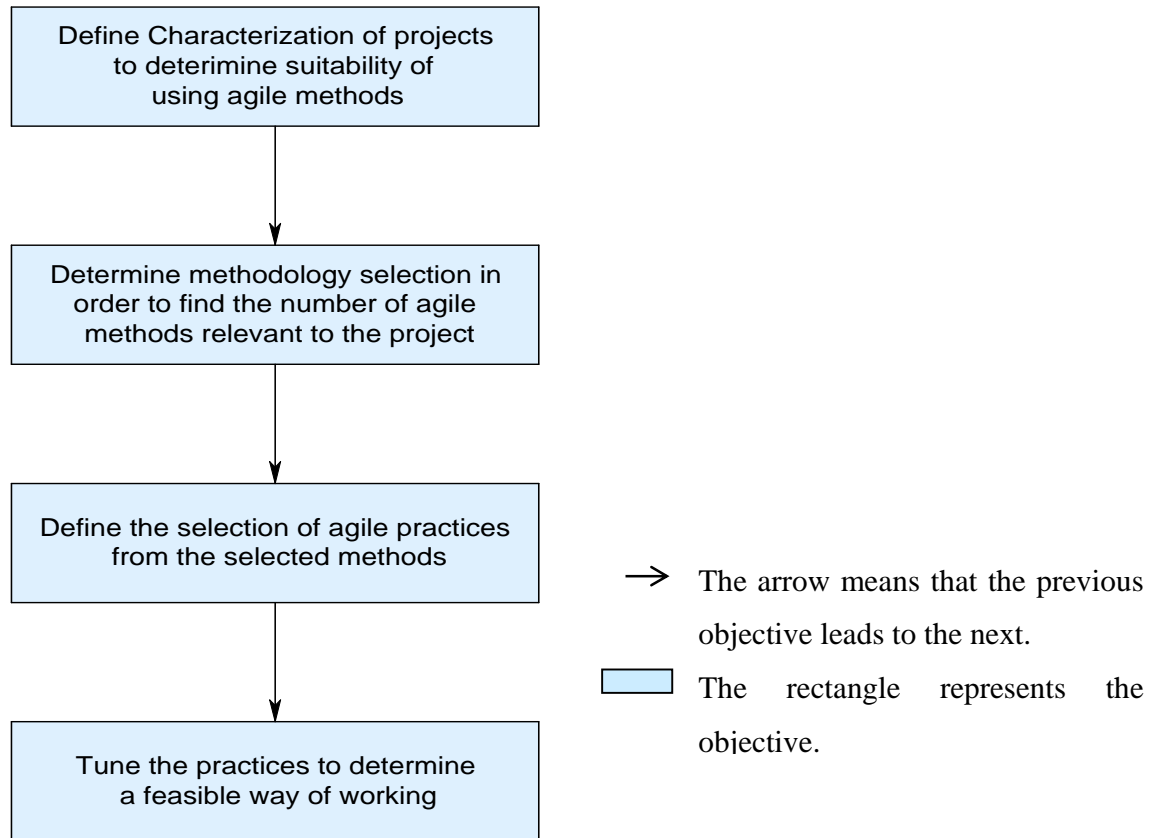 Define Characterization of projects
to deterimine suitability of
using agile methods
Determine methodology selection in
order to find the number of agile
methods relevant to the project
Define the selection of agile practices
from the selected methods
Tune the practices to determine
a feasible way of working
The arrow means that the previous
objective leads to the next.
The rectangle represents the
objective.